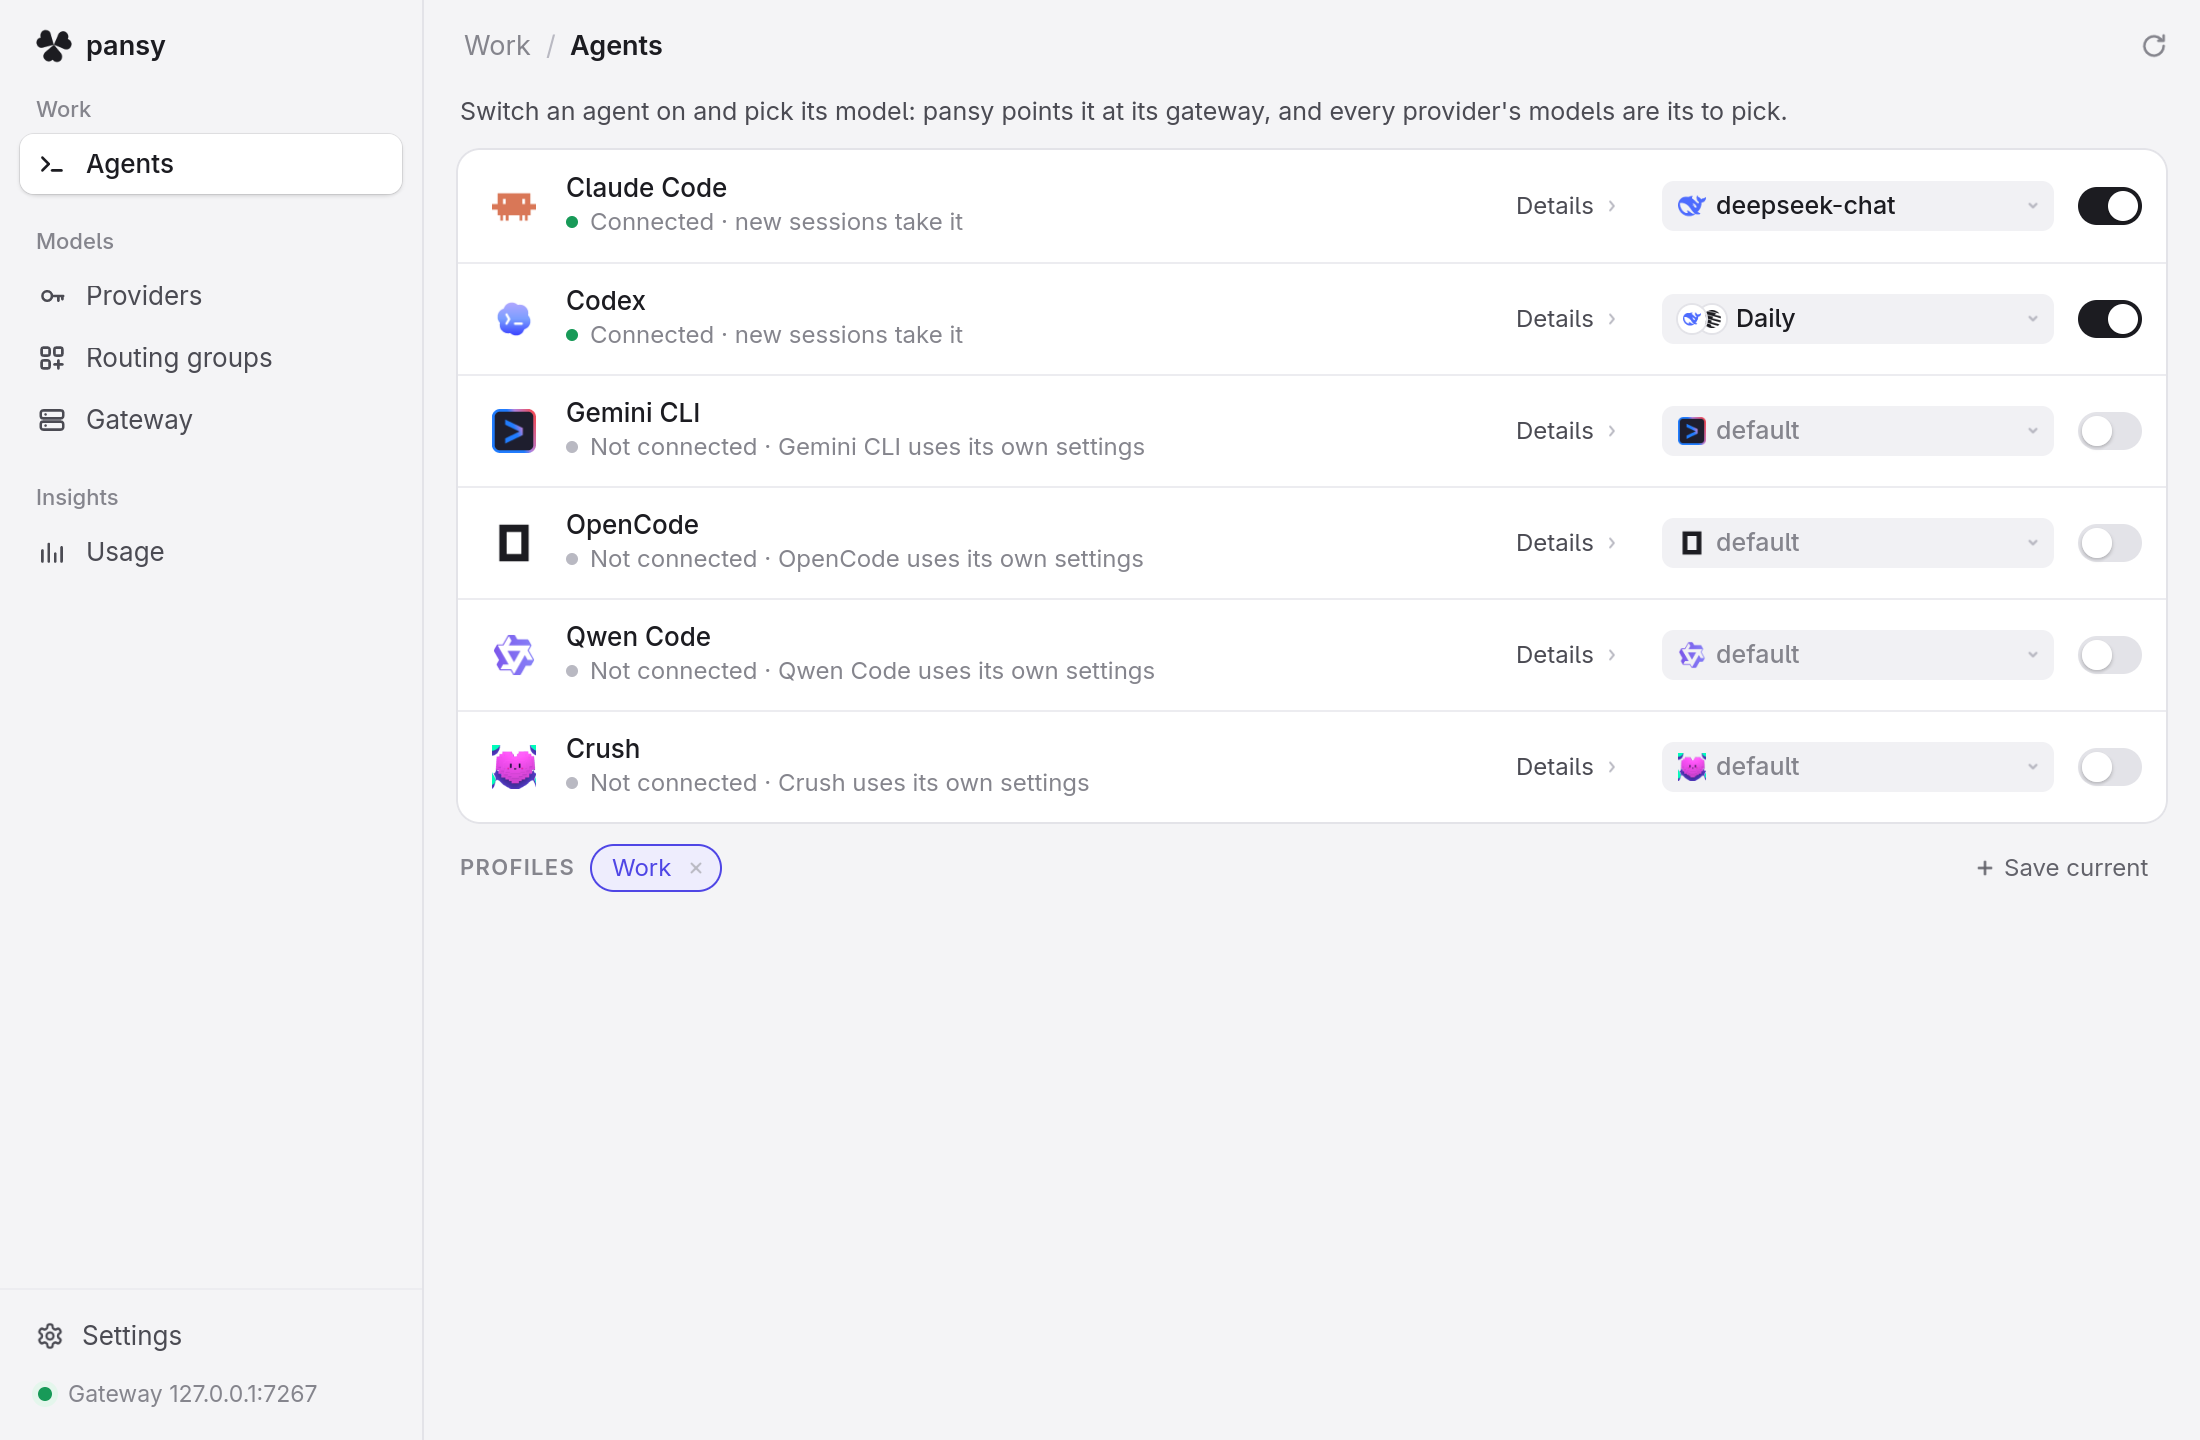 pansy
Work
Agents
Models
Providers
Routing groups
Gateway
Insights
Usage
Settings
Gateway 127.0.0.1:7267
Work / Agents
Switch an agent on and pick its model: pansy points it at its gateway, and every provider's models are its to pick.
Claude Code
Connected · new sessions take it
Details
deepseek-chat
Codex
Connected · new sessions take it
Details
Daily
Gemini CLI
Not connected · Gemini CLI uses its own settings
Details
default
OpenCode
Not connected · OpenCode uses its own settings
Details
default
Qwen Code
Not connected · Qwen Code uses its own settings
Details
default
Crush
Not connected · Crush uses its own settings
Details
default
PROFILES
Work ×
+ Save current